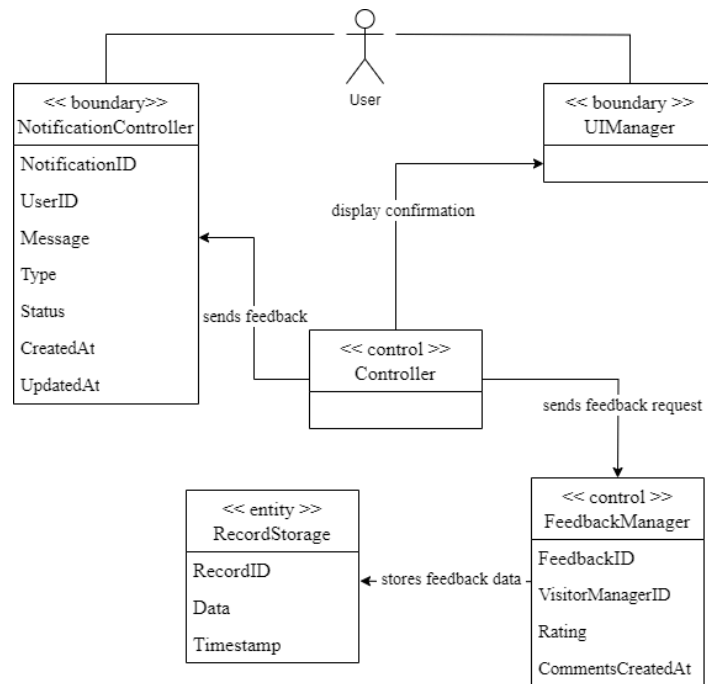 User
<< boundary>>
NotificationController
NotificationID
UserID
Message
Type
Status
CreatedAt
UpdatedAt
<< boundary >>
UIManager
display confirmation
sends feedback
<< control >>
Controller
sends feedback request
<< entity >>
RecordStorage
RecordID
Data
Timestamp
stores feedback data
<< control >>
FeedbackManager
FeedbackID
VisitorManagerID
Rating
CommentsCreatedAt